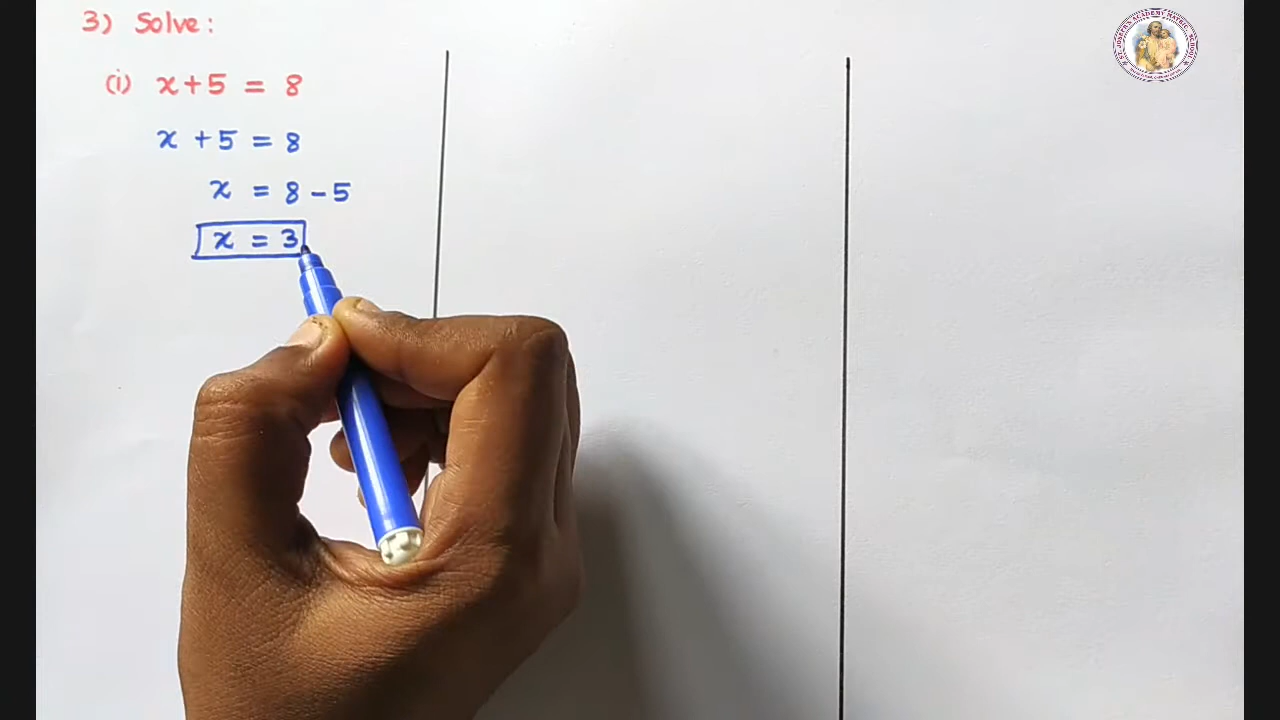 3) Solve:
(i) x+5 = 8
x + 5 = 8
x = 8 - 5
x = 3